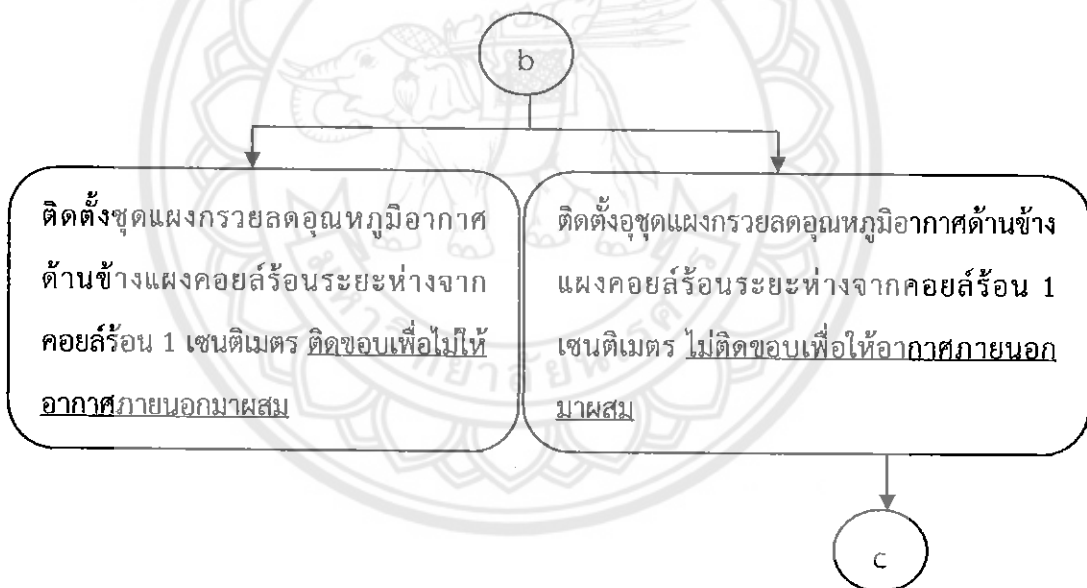 b
ติดตั้งชุดแผงกรวยลดอุณหภูมิอากาศ
ด้านข้างแผงคอยล์ร้อนระยะห่างจาก
คอยล์ร้อน 1 เซนติเมตร ติดขอบเพื่อไม่ให้
อากาศภายนอกมาผสม
ติดตั้งอุชุดแผงกรวยลดอุณหภูมิอากาศด้านข้าง
แผงคอยล์ร้อนระยะห่างจากคอยล์ร้อน 1
เซนติเมตร ไม่ติดขอบเพื่อให้อากาศภายนอก
มาผสม
c